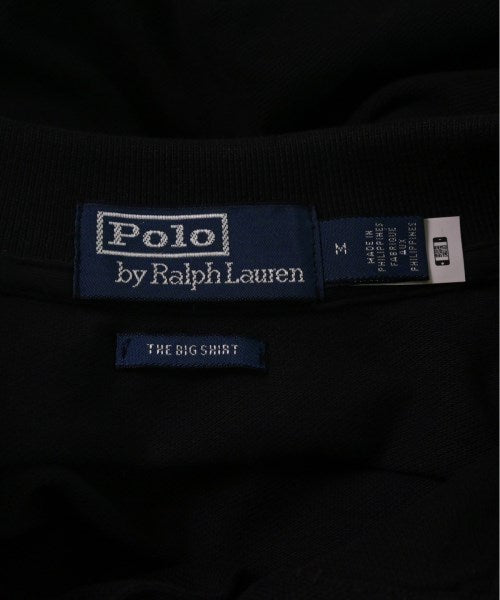 Polo
by Ralph Lauren
M
MADE IN
PHILIPPINES
FABRIQUE
AUX
PHILIPPINES
THE BIG SHIRT